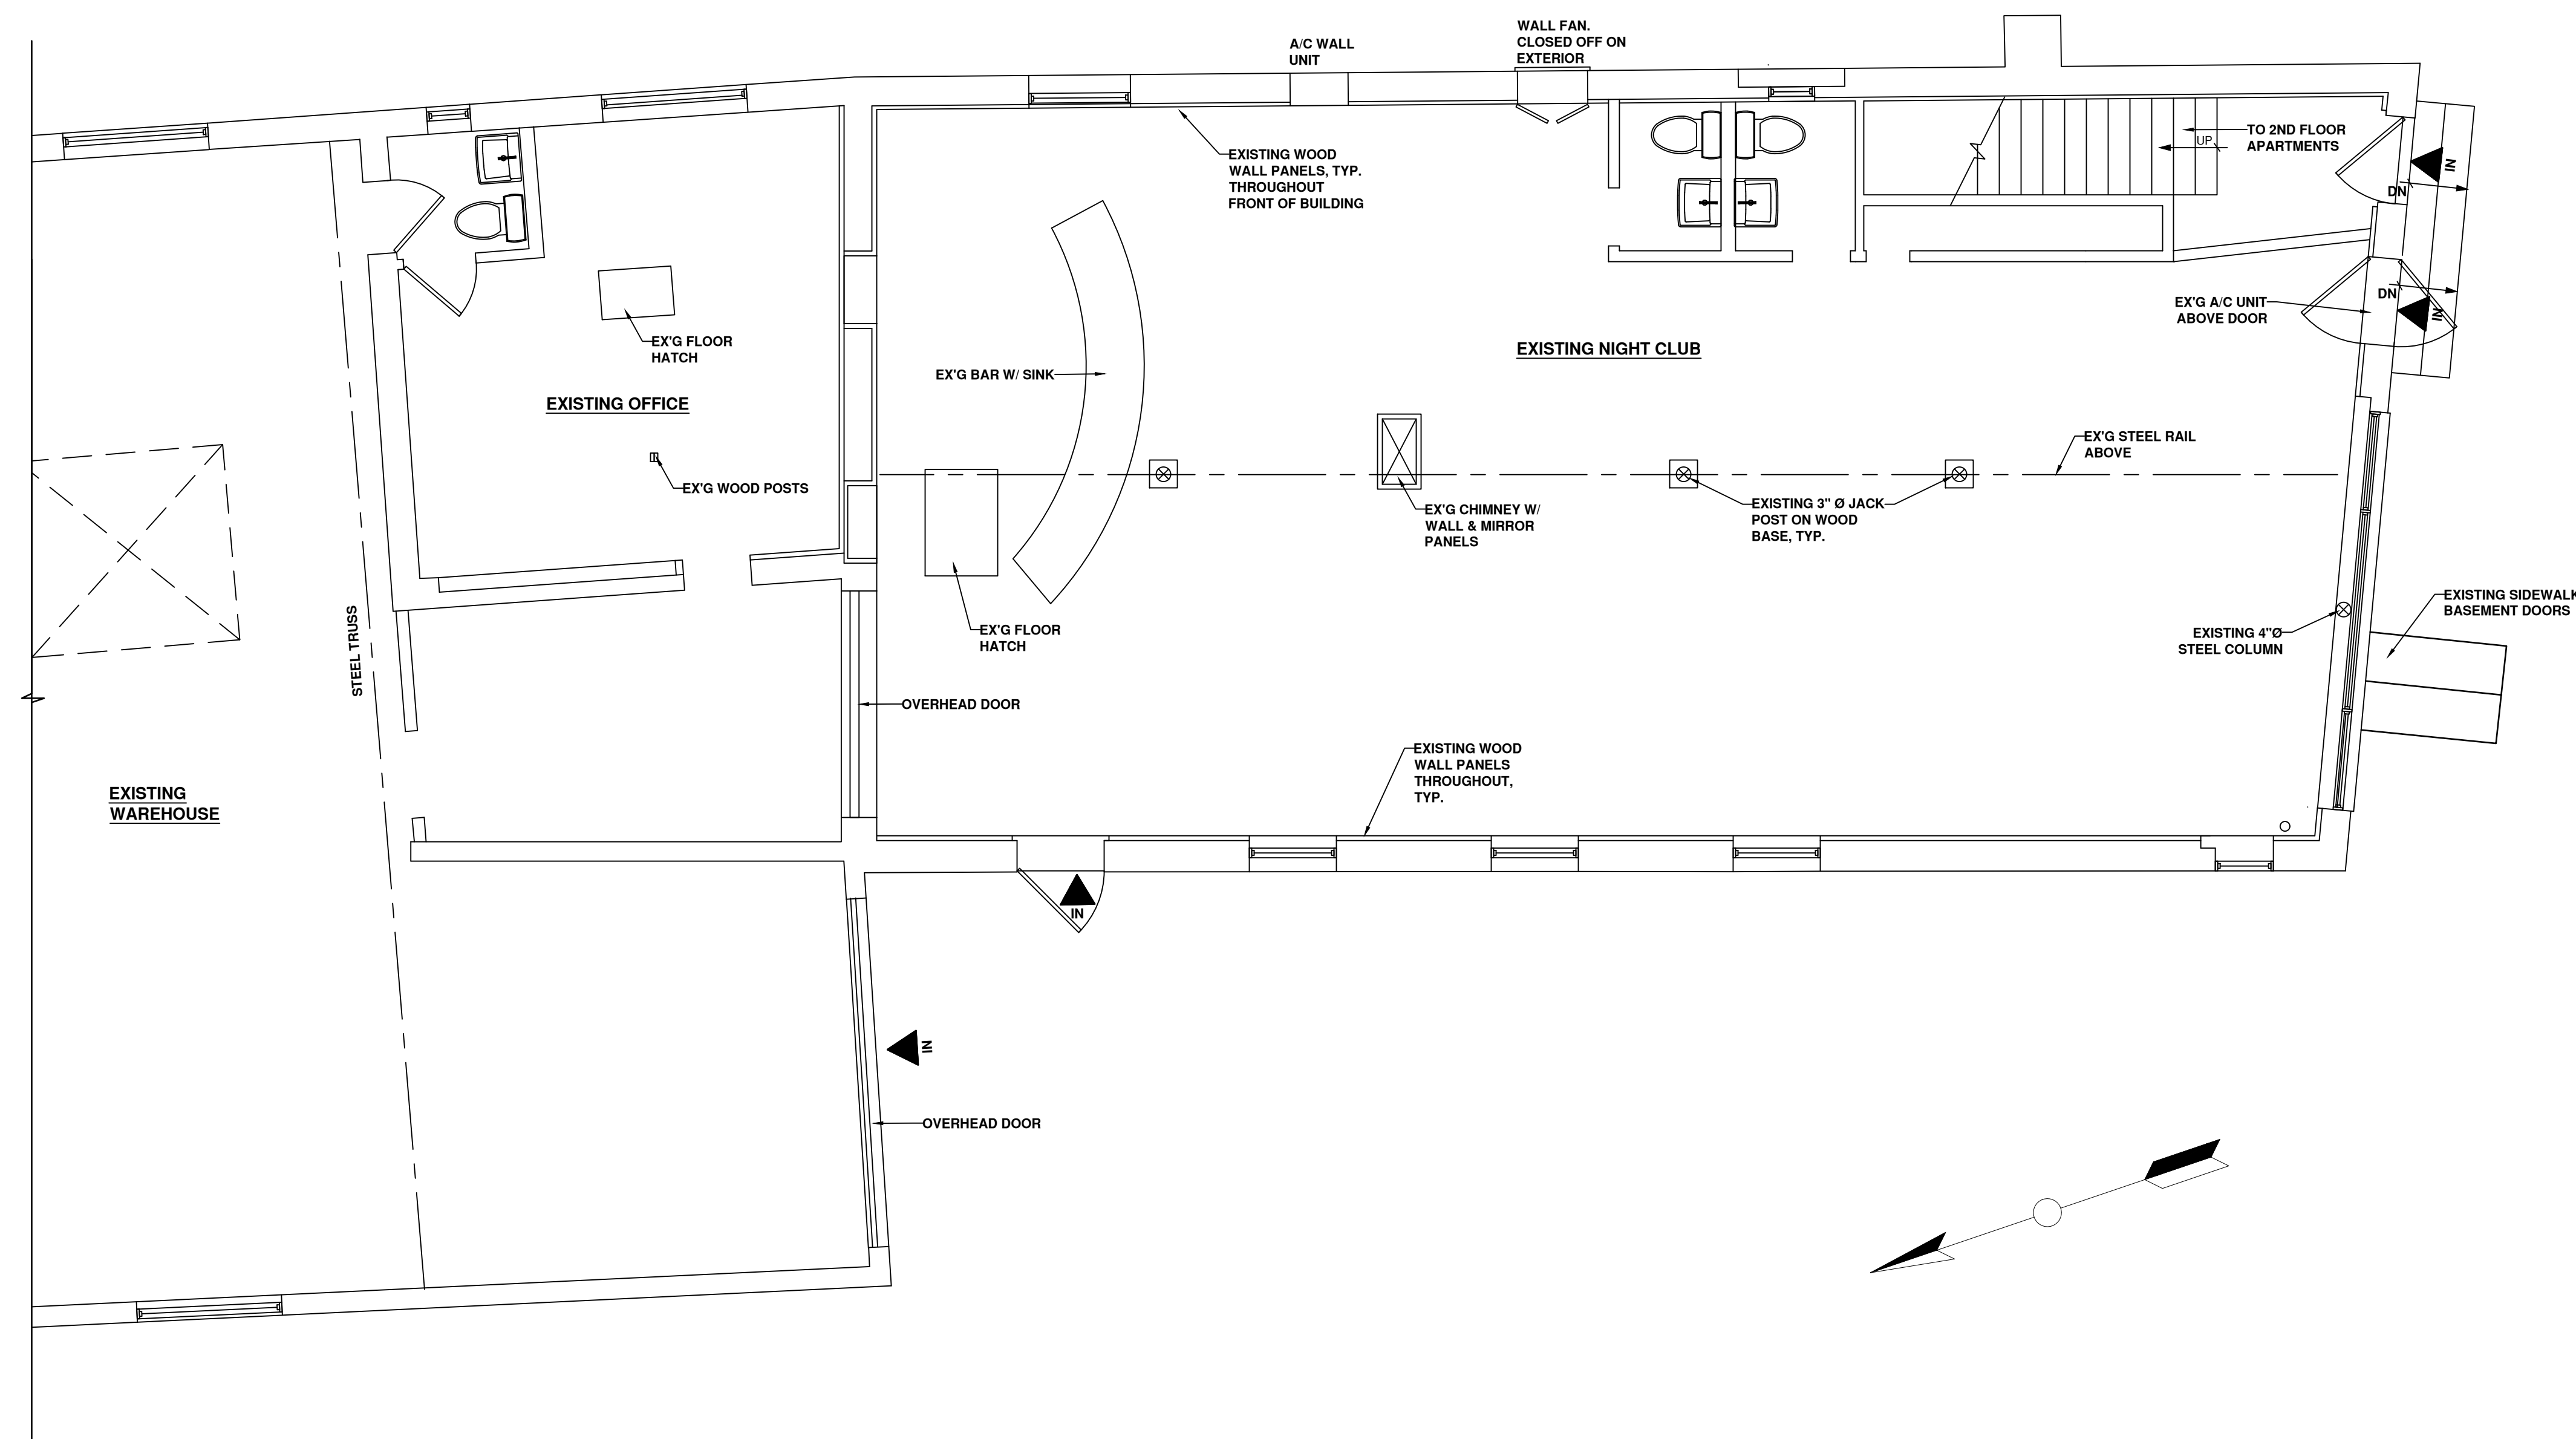 WALL FAN.
CLOSED OFF ON
EXTERIOR
A/C WALL
UNIT
TO 2ND FLOOR
APARTMENTS
UP
IN
DN
EXISTING WOOD
WALL PANELS, TYP.
THROUGHOUT
FRONT OF BUILDING
DN
IN
EX'G A/C UNIT
ABOVE DOOR
EX'G FLOOR
HATCH
EXISTING NIGHT CLUB
EX'G BAR W/ SINK
EXISTING OFFICE
EX'G STEEL RAIL
ABOVE
EX'G WOOD POSTS
EX'G CHIMNEY W/
WALL & MIRROR
PANELS
EXISTING 3" Ø JACK
POST ON WOOD
BASE, TYP.
EXISTING SIDEWALK
BASEMENT DOORS
EX'G FLOOR
HATCH
EXISTING 4"Ø
STEEL COLUMN
STEEL TRUSS
OVERHEAD DOOR
EXISTING WOOD
WALL PANELS
THROUGHOUT,
TYP.
EXISTING
WAREHOUSE
IN
IN
OVERHEAD DOOR